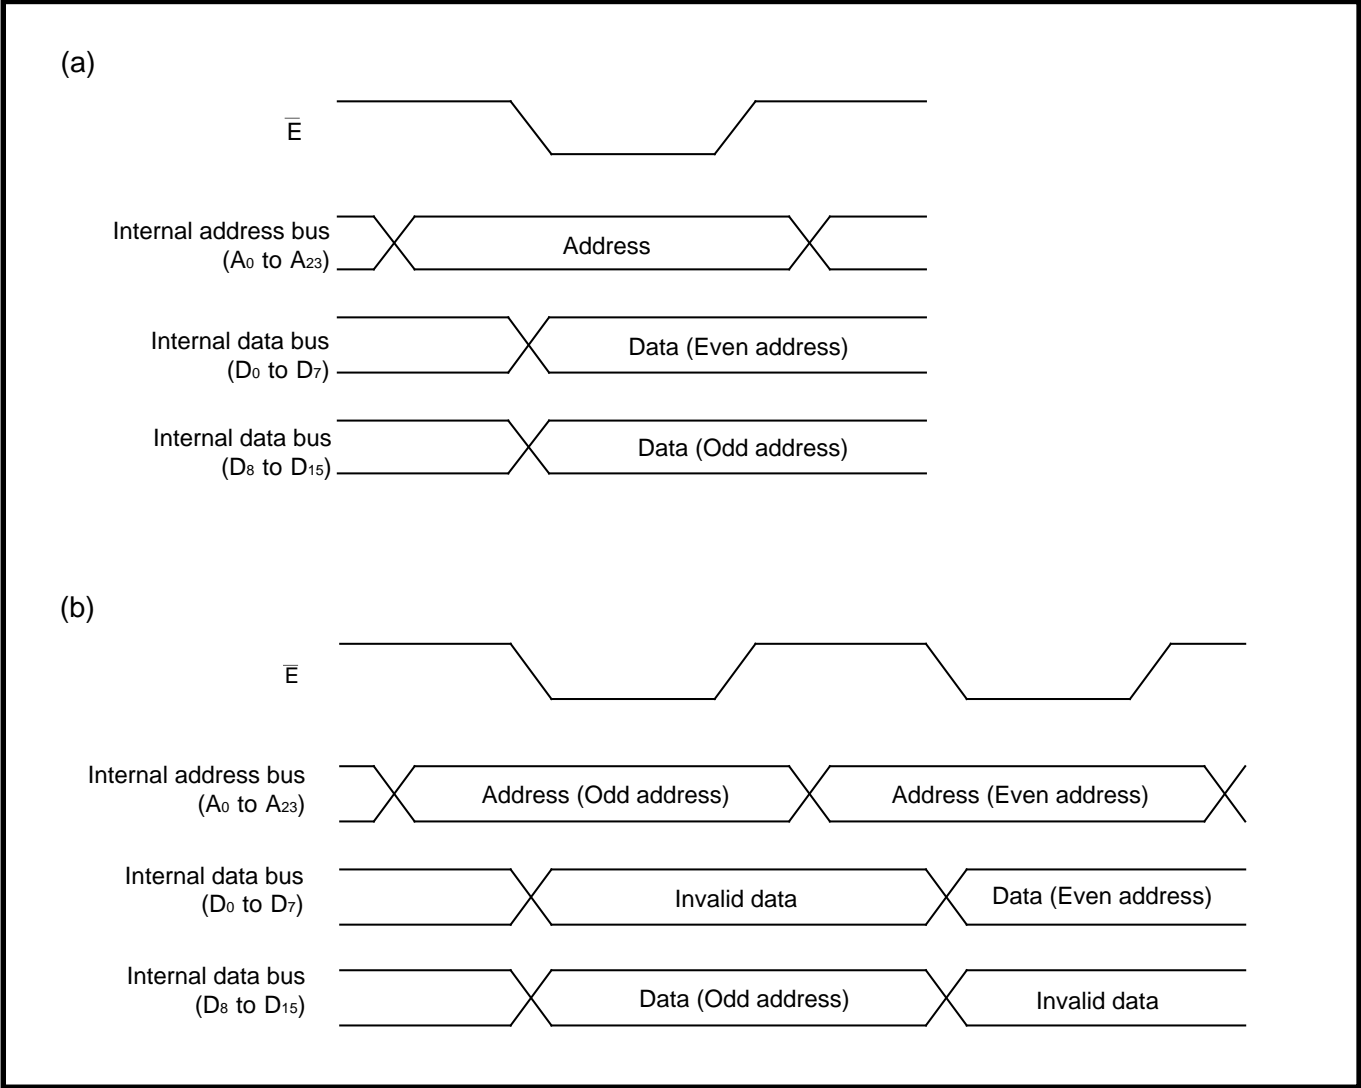 (a)
E̅
Internal address bus
(A0 to A23)
Address
Internal data bus
(D0 to D7)
Data (Even address)
Internal data bus
(D8 to D15)
Data (Odd address)
(b)
E̅
Internal address bus
(A0 to A23)
Address (Odd address)
Address (Even address)
Internal data bus
(D0 to D7)
Invalid data
Data (Even address)
Internal data bus
(D8 to D15)
Data (Odd address)
Invalid data